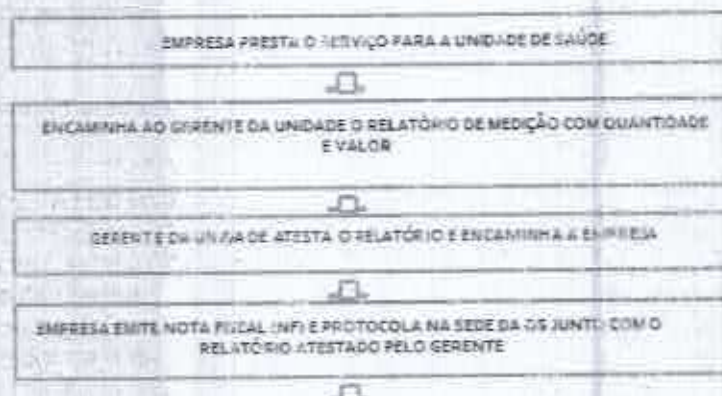 EMPRESA PRESTA O SERVIÇO PARA A UNIDADE DE SAÚDE
ENCAMINHA AO GERENTE DA UNIDADE O RELATÓRIO DE MEDIÇÃO COM QUANTIDADE
E VALOR
GERENTE DA UNIDADE ATESTA O RELATÓRIO E ENCAMINHA A EMPRESA
EMPRESA EMITE NOTA FISCAL (NF) E PROTOCOLA NA SEDE DA OS JUNTO COM O
RELATÓRIO ATESTADO PELO GERENTE